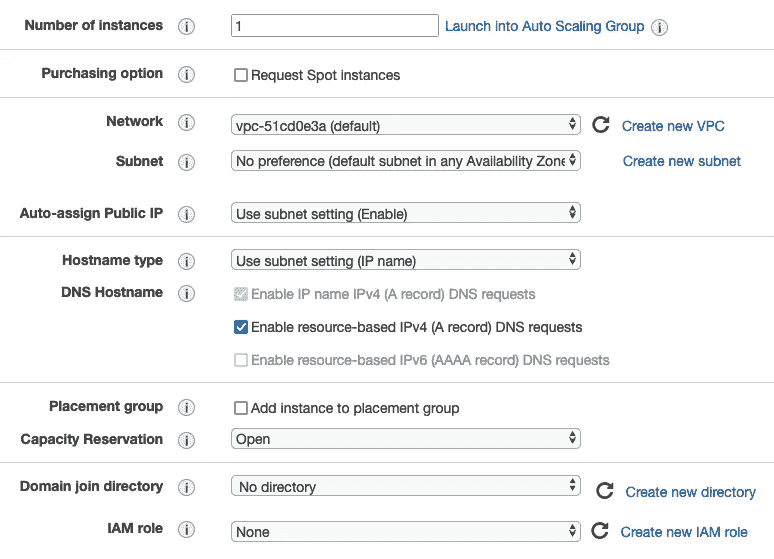 Number of instances 1 Launch into Auto Scaling Group
Purchasing option Request Spot instances
Network vpc-51cd0e3a (default) Create new VPC
Subnet No preference (default subnet in any Availability Zone Create new subnet
Auto-assign Public IP Use subnet setting (Enable)
Hostname type Use subnet setting (IP name)
DNS Hostname Enable IP name IPv4 (A record) DNS requests
Enable resource-based IPv4 (A record) DNS requests
Enable resource-based IPv6 (AAAA record) DNS requests
Placement group Add instance to placement group
Capacity Reservation Open
Domain join directory No directory Create new directory
IAM role None Create new IAM role